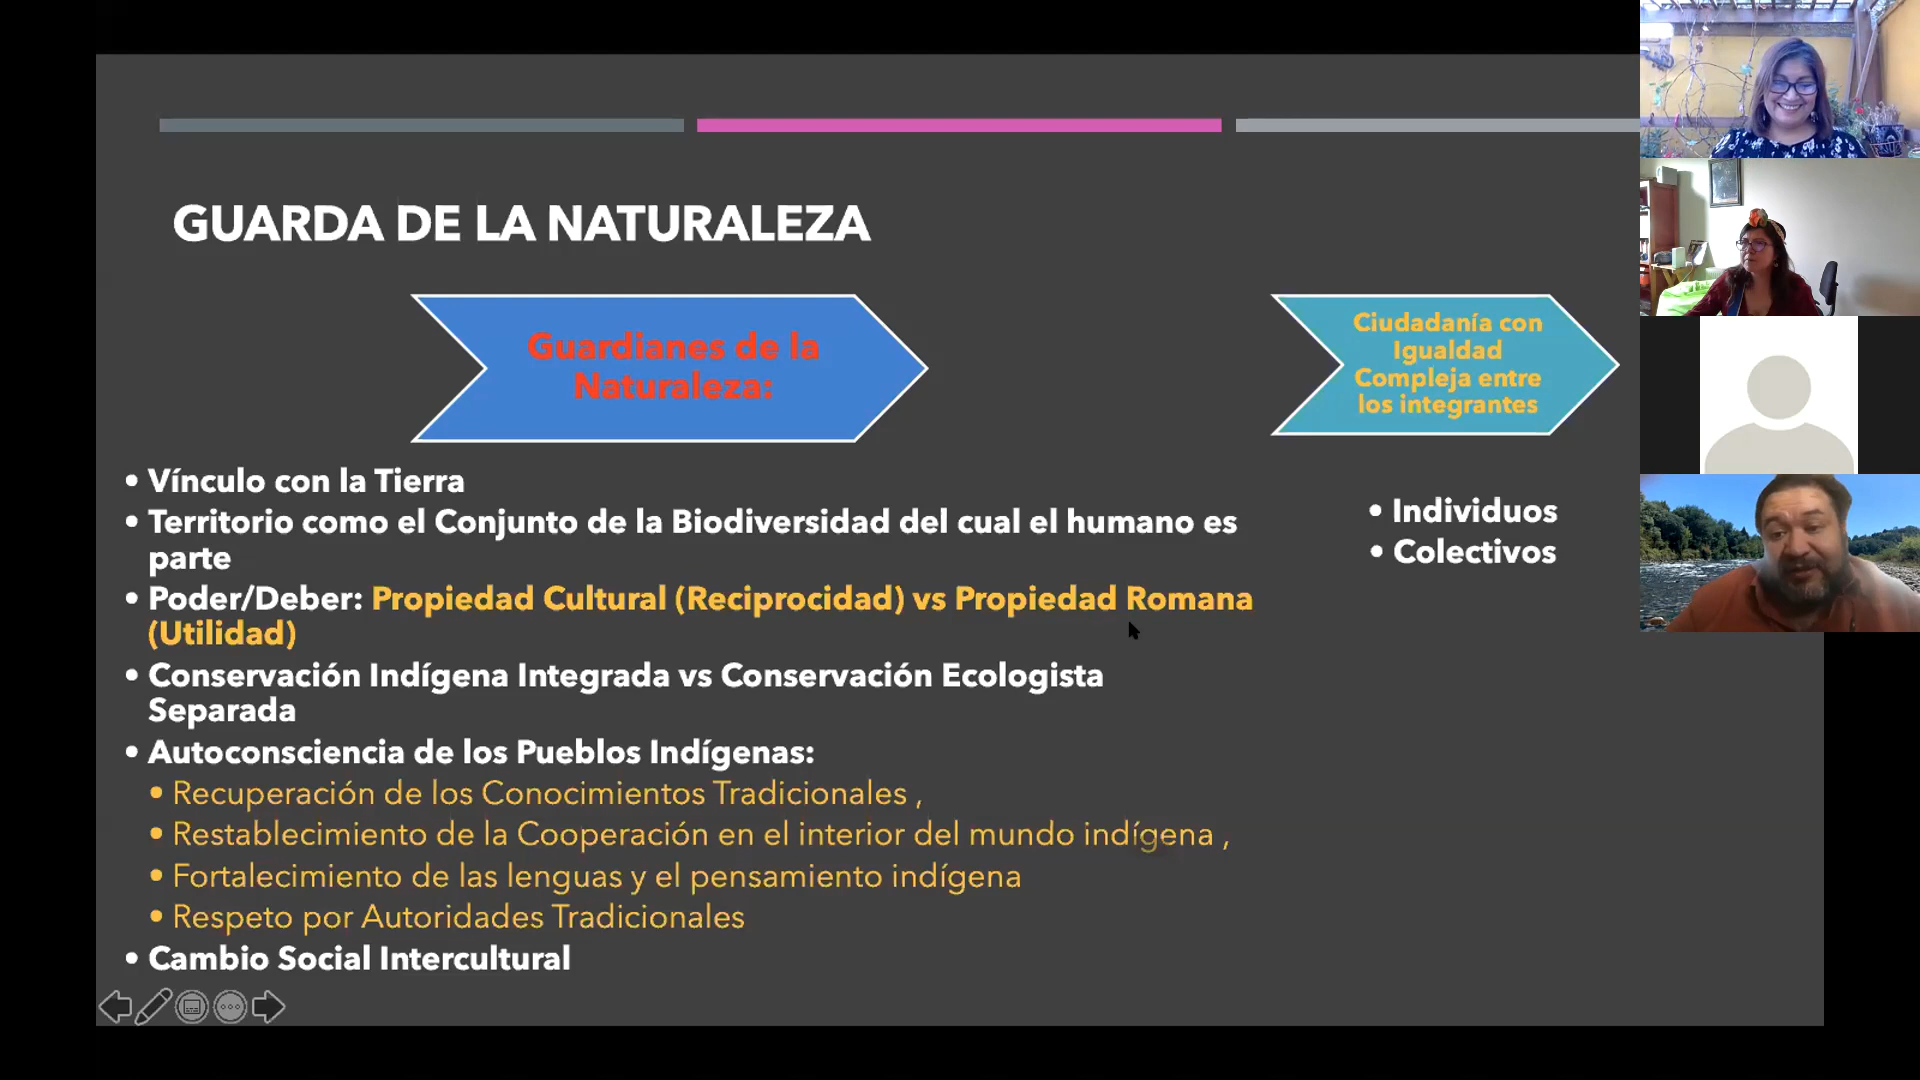 GUARDA DE LA NATURALEZA
Guardianes de la
Naturaleza:
• Vínculo con la Tierra
• Territorio como el Conjunto de la Biodiversidad del cual el humano es
parte
• Poder/Deber: Propiedad Cultural (Reciprocidad) vs Propiedad Romana
(Utilidad)
• Conservación Indígena Integrada vs Conservación Ecologista
Separada
• Autoconsciencia de los Pueblos Indígenas:
• Recuperación de los Conocimientos Tradicionales ,
• Restablecimiento de la Cooperación en el interior del mundo indígena ,
• Fortalecimiento de las lenguas y el pensamiento indígena
• Respeto por Autoridades Tradicionales
• Cambio Social Intercultural
Ciudadanía con
Igualdad
Compleja entre
los integrantes
• Individuos
• Colectivos